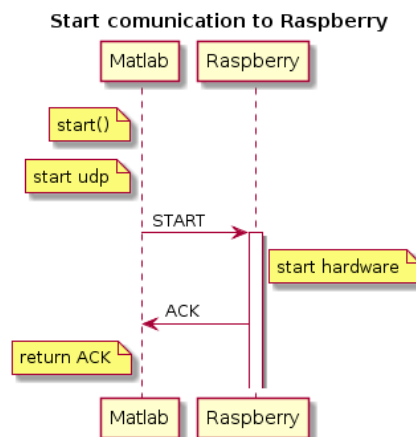 Start comunication to Raspberry
Matlab Raspberry
start()
start udp
START
start hardware
ACK
return ACK
Matlab Raspberry